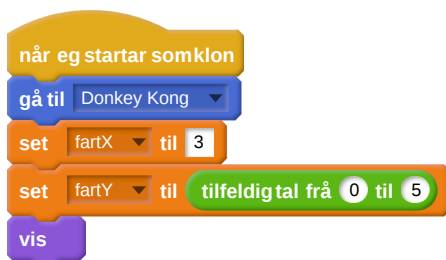 når eg startar som klon
gå til Donkey Kong
set fartX til 3
set fartY til tilfeldig tal frå 0 til 5
vis